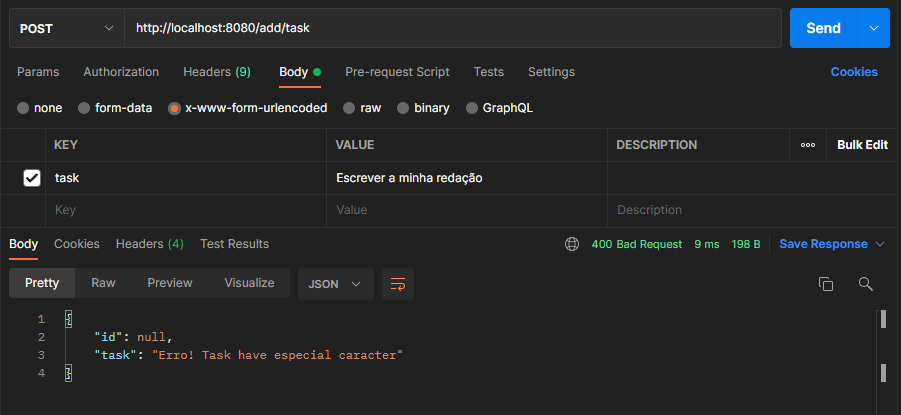 POST http://localhost:8080/add/task Send
Params Authorization Headers (9) Body Pre-request Script Tests Settings Cookies
none form-data x-www-form-urlencoded raw binary GraphQL
KEY VALUE DESCRIPTION ooo Bulk Edit
task Escrever a minha redação
Key Value Description
Body Cookies Headers (4) Test Results 400 Bad Request 9 ms 198 B Save Response
Pretty Raw Preview Visualize JSON
1 {
2 "id": null,
3 "task": "Erro! Task have especial caracter"
4 }